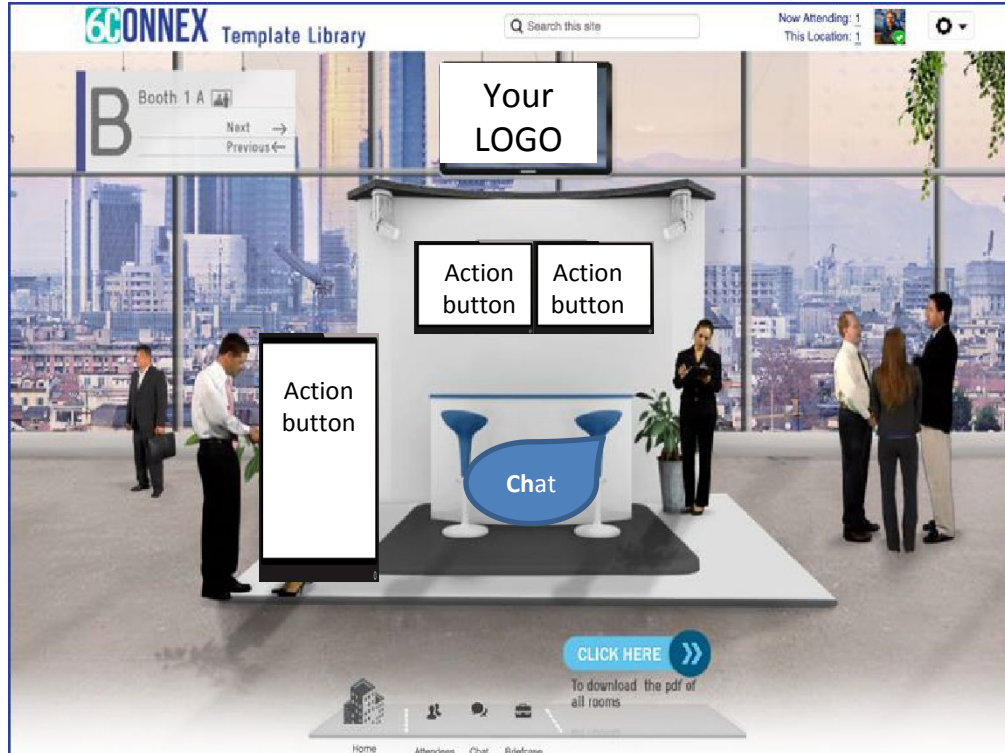 6CONNEX Template Library
Search this site
Now Attending: 1
This Location: 1
B
Booth 1 A
Next →
Previous←
Your
LOGO
Action
button
Action
button
Action
button
Chat
CLICK HERE
To download the pdf of
all rooms
Home
Attendees
Chat
Briefcase